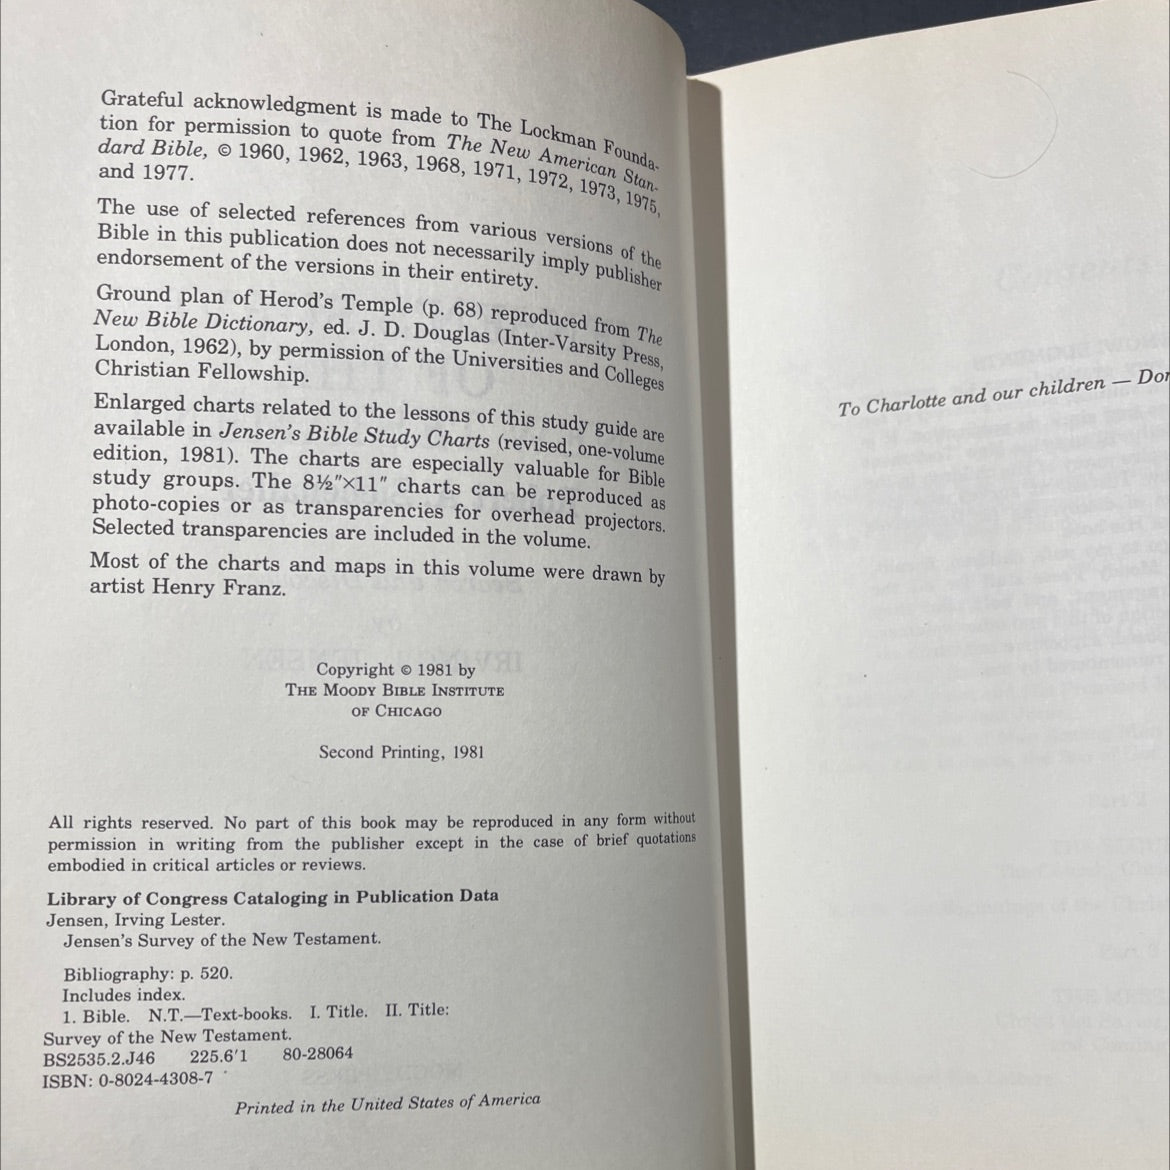 Grateful acknowledgment is made to The Lockman Founda-
tion for permission to quote from The New American Stan-
dard Bible, © 1960, 1962, 1963, 1968, 1971, 1972, 1973, 1975,
and 1977.
The use of selected references from various versions of the
Bible in this publication does not necessarily imply publisher
endorsement of the versions in their entirety.
Ground plan of Herod's Temple (p. 68) reproduced from The
New Bible Dictionary, ed. J. D. Douglas (Inter-Varsity Press,
London, 1962), by permission of the Universities and Colleges
Christian Fellowship.
Enlarged charts related to the lessons of this study guide are
available in Jensen's Bible Study Charts (revised, one-volume
edition, 1981). The charts are especially valuable for Bible
study groups. The 8½″×11″ charts can be reproduced as
photo-copies or as transparencies for overhead projectors.
Selected transparencies are included in the volume.
Most of the charts and maps in this volume were drawn by
artist Henry Franz.
Copyright © 1981 by
THE MOODY BIBLE INSTITUTE
OF CHICAGO
Second Printing, 1981
All rights reserved. No part of this book may be reproduced in any form without
permission in writing from the publisher except in the case of brief quotations
embodied in critical articles or reviews.
Library of Congress Cataloging in Publication Data
Jensen, Irving Lester.
Jensen's Survey of the New Testament.
Bibliography: p. 520.
Includes index.
1. Bible. N.T.—Text-books. I. Title. II. Title:
Survey of the New Testament.
BS2535.2.J46 225.6'1 80-28064
ISBN: 0-8024-4308-7
Printed in the United States of America
To Charlotte and our children — Don